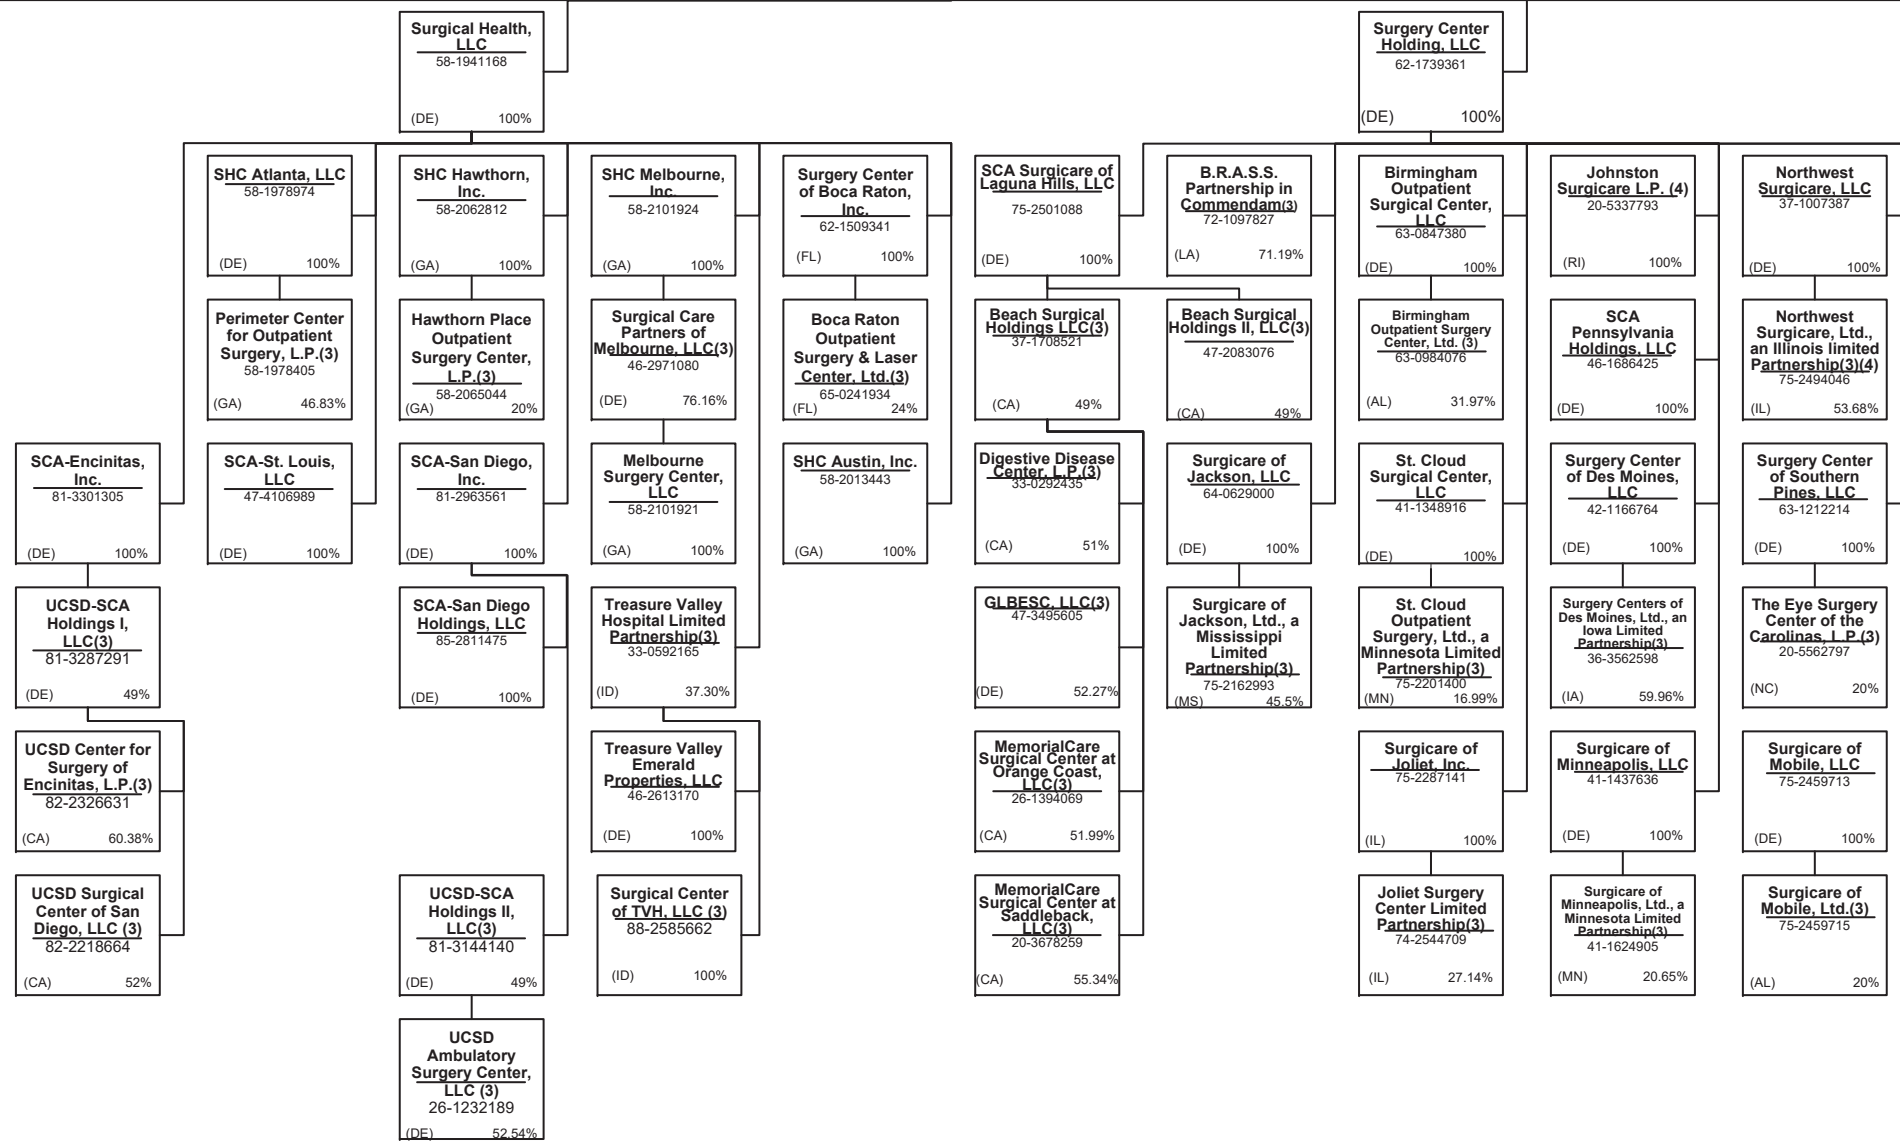 Surgical Health,
LLC
58-1941168
(DE) 100%
Surgery Center
Holding, LLC
62-1739361
(DE) 100%
SHC Atlanta, LLC
58-1978974
(DE) 100%
SHC Hawthorn,
Inc.
58-2062812
(GA) 100%
SHC Melbourne,
Inc.
58-2101924
(GA) 100%
Surgery Center
of Boca Raton,
Inc.
62-1509341
(FL) 100%
SCA Surgicare of
Laguna Hills, LLC
75-2501088
(DE) 100%
B.R.A.S.S.
Partnership in
Commendam(3)
72-1097827
(LA) 71.19%
Birmingham
Outpatient
Surgical Center,
LLC
63-0847380
(DE) 100%
Johnston
Surgicare L.P. (4)
20-5337793
(RI) 100%
Northwest
Surgicare, LLC
37-1007387
(DE) 100%
Perimeter Center
for Outpatient
Surgery, L.P.(3)
58-1978405
(GA) 46.83%
Hawthorn Place
Outpatient
Surgery Center,
L.P.(3)
58-2065044
(GA) 20%
Surgical Care
Partners of
Melbourne, LLC(3)
46-2971080
(DE) 76.16%
Boca Raton
Outpatient
Surgery & Laser
Center, Ltd.(3)
65-0241934
(FL) 24%
Beach Surgical
Holdings LLC(3)
37-1708521
(CA) 49%
Beach Surgical
Holdings II, LLC(3)
47-2083076
(CA) 49%
Birmingham
Outpatient Surgery
Center, Ltd. (3)
63-0984076
(AL) 31.97%
SCA
Pennsylvania
Holdings, LLC
46-1686425
(DE) 100%
Northwest
Surgicare, Ltd.,
an Illinois limited
Partnership(3)(4)
75-2494046
(IL) 53.68%
SCA-Encinitas,
Inc.
81-3301305
(DE) 100%
SCA-St. Louis,
LLC
47-4106989
(DE) 100%
SCA-San Diego,
Inc.
81-2963561
(DE) 100%
Melbourne
Surgery Center,
LLC
58-2101921
(GA) 100%
SHC Austin, Inc.
58-2013443
(GA) 100%
Digestive Disease
Center, L.P.(3)
33-0292435
(CA) 51%
Surgicare of
Jackson, LLC
64-0629000
(DE) 100%
St. Cloud
Surgical Center,
LLC
41-1348916
(DE) 100%
Surgery Center
of Des Moines,
LLC
42-1166764
(DE) 100%
Surgery Center
of Southern
Pines, LLC
63-1212214
(DE) 100%
UCSD-SCA
Holdings I,
LLC(3)
81-3287291
(DE) 49%
SCA-San Diego
Holdings, LLC
85-2811475
(DE) 100%
Treasure Valley
Hospital Limited
Partnership(3)
33-0592165
(ID) 37.30%
GLBESC, LLC(3)
47-3495605
(DE) 52.27%
Surgicare of
Jackson, Ltd., a
Mississippi
Limited
Partnership(3)
75-2162993
(MS) 45.5%
St. Cloud
Outpatient
Surgery, Ltd., a
Minnesota Limited
Partnership(3)
75-2201400
(MN) 16.99%
Surgery Centers of
Des Moines, Ltd., an
Iowa Limited
Partnership(3)
36-3562598
(IA) 59.96%
The Eye Surgery
Center of the
Carolinas, L.P.(3)
20-5562797
(NC) 20%
UCSD Center for
Surgery of
Encinitas, L.P.(3)
82-2326631
(CA) 60.38%
Treasure Valley
Emerald
Properties, LLC
46-2613170
(DE) 100%
MemorialCare
Surgical Center at
Orange Coast,
LLC(3)
26-1394069
(CA) 51.99%
Surgicare of
Joliet, Inc.
75-2287141
(IL) 100%
Surgicare of
Minneapolis, LLC
41-1437636
(DE) 100%
Surgicare of
Mobile, LLC
75-2459713
(DE) 100%
UCSD Surgical
Center of San
Diego, LLC (3)
82-2218664
(CA) 52%
UCSD-SCA
Holdings II,
LLC(3)
81-3144140
(DE) 49%
Surgical Center
of TVH, LLC (3)
88-2585662
(ID) 100%
MemorialCare
Surgical Center at
Saddleback,
LLC(3)
20-3678259
(CA) 55.34%
Joliet Surgery
Center Limited
Partnership(3)
74-2544709
(IL) 27.14%
Surgicare of
Minneapolis, Ltd., a
Minnesota Limited
Partnership(3)
41-1624905
(MN) 20.65%
Surgicare of
Mobile, Ltd.(3)
75-2459715
(AL) 20%
UCSD
Ambulatory
Surgery Center,
LLC (3)
26-1232189
(DE) 52.54%